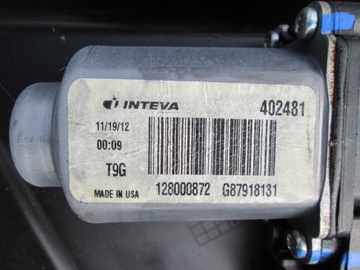 INTEVA 402481
11/19/12
00:09
T9G
MADE IN USA 128000872 G87918131